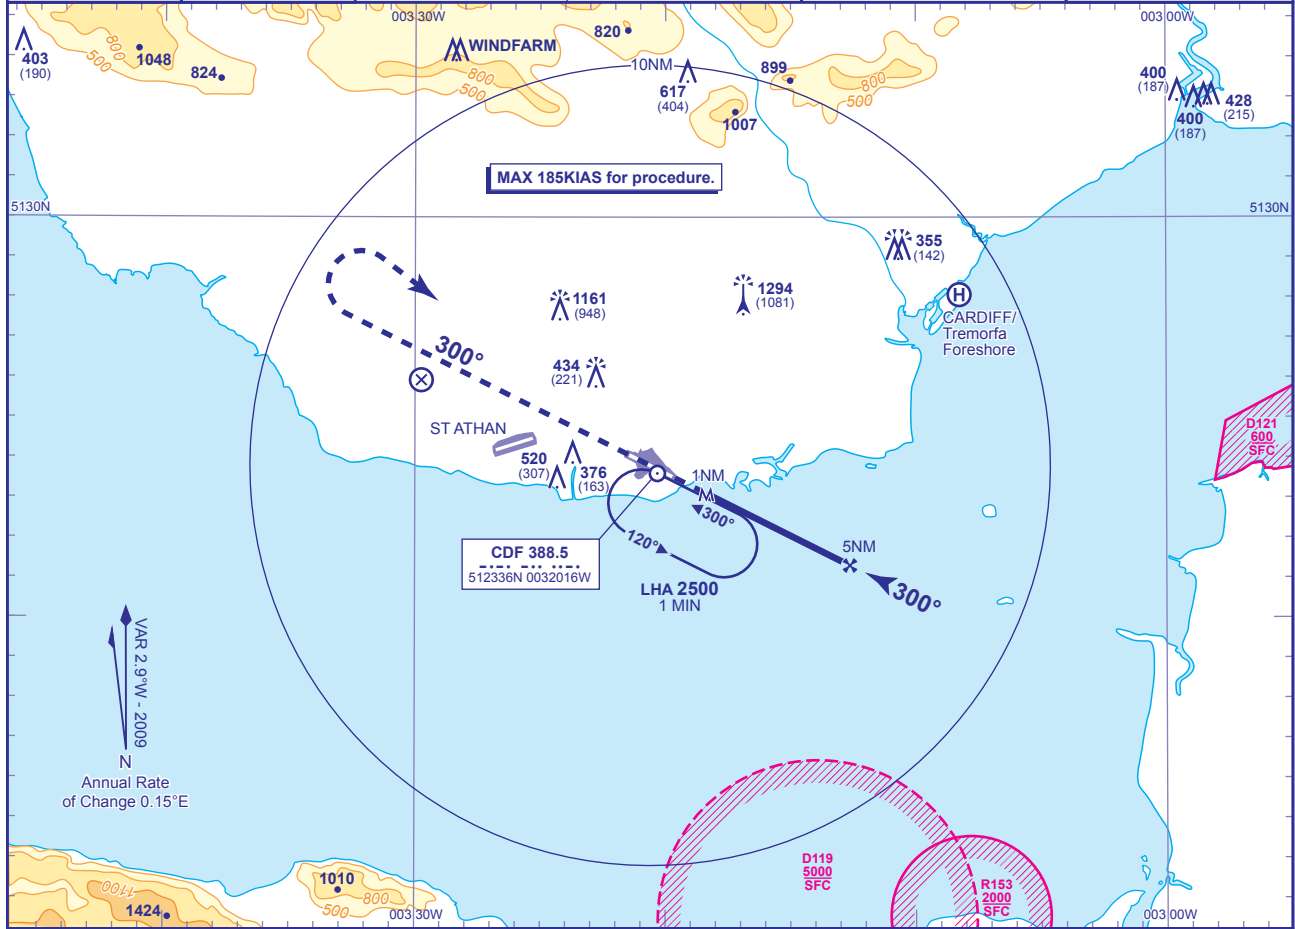 003 30W
003 00W
820
WINDFARM
403
(190)
800
500
1048
824
800
500
10NM
617
(404)
899
800
500
1007
400
(187)
400
(187)
428
(215)
MAX 185KIAS for procedure.
5130N
5130N
355
(142)
1161
(948)
1294
(1081)
H
CARDIFF/
Tremorfa
Foreshore
300°
434
(221)
ST ATHAN
520
(307)
376
(163)
1NM
M
300°
120°
5NM
300°
CDF 388.5
512336N 0032016W
LHA 2500
1 MIN
D121
600
SFC
VAR 2.9°W - 2009
N
Annual Rate
of Change 0.15°E
D119
5000
SFC
R153
2000
SFC
1100
1424
1010
800
500
003 30W
003 00W